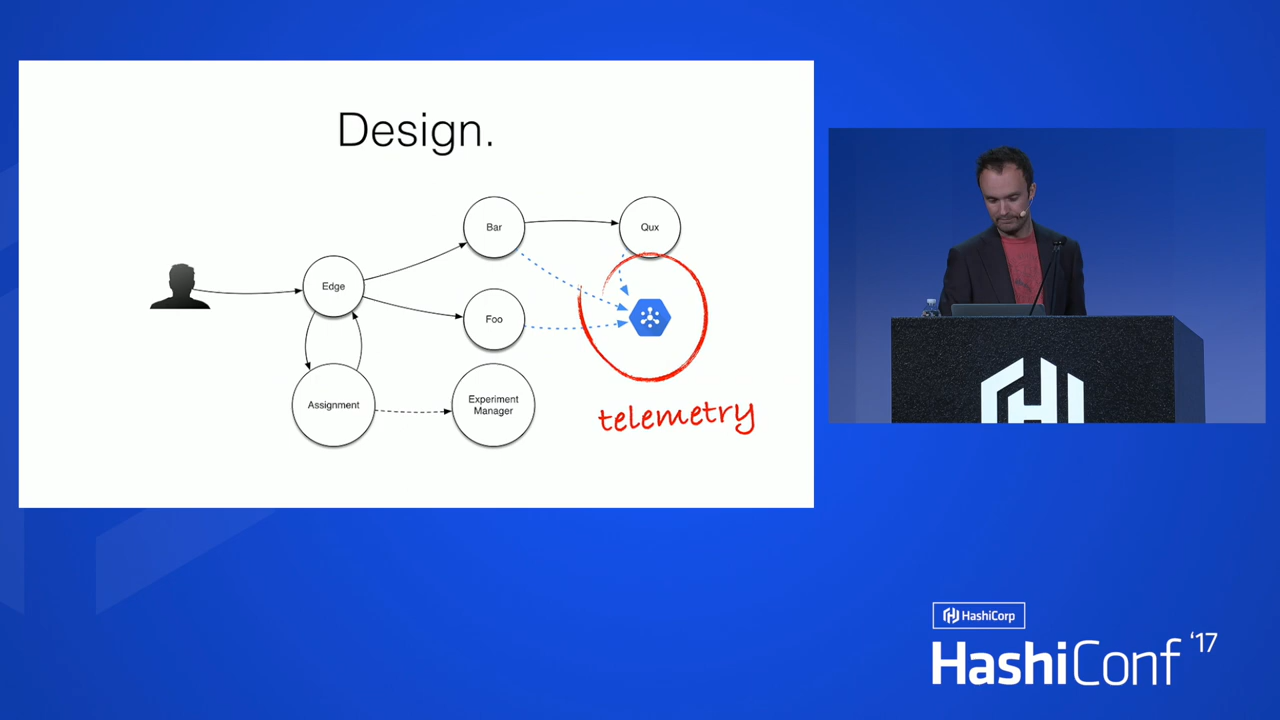 Design.
Bar
Qux
Edge
Foo
Assignment
Experiment
Manager
telemetry
HashiCorp
HashiConf '17